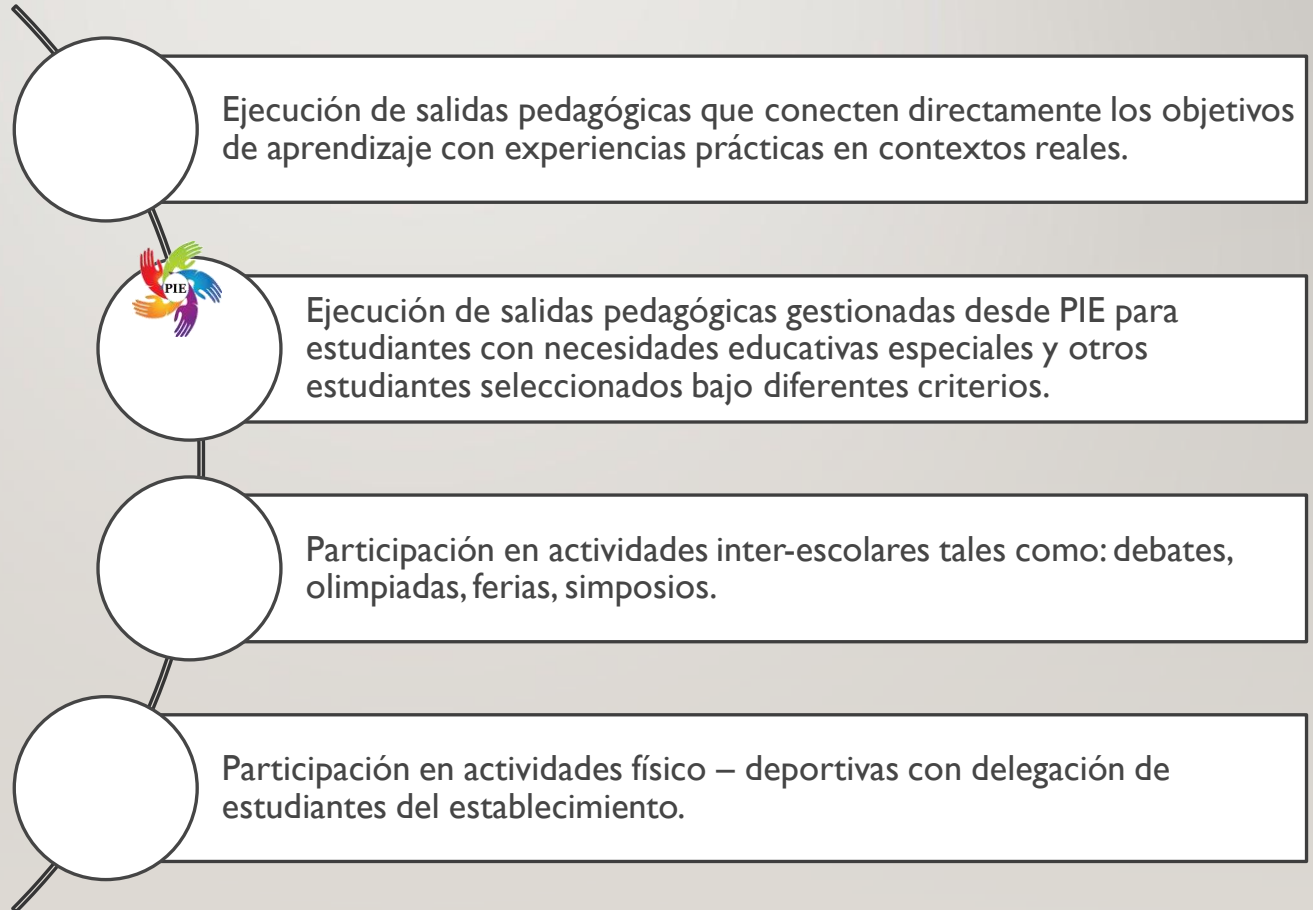 Ejecución de salidas pedagógicas que conecten directamente los objetivos
de aprendizaje con experiencias prácticas en contextos reales.
PIE
Ejecución de salidas pedagógicas gestionadas desde PIE para
estudiantes con necesidades educativas especiales y otros
estudiantes seleccionados bajo diferentes criterios.
Participación en actividades inter-escolares tales como: debates,
olimpiadas, ferias, simposios.
Participación en actividades físico – deportivas con delegación de
estudiantes del establecimiento.